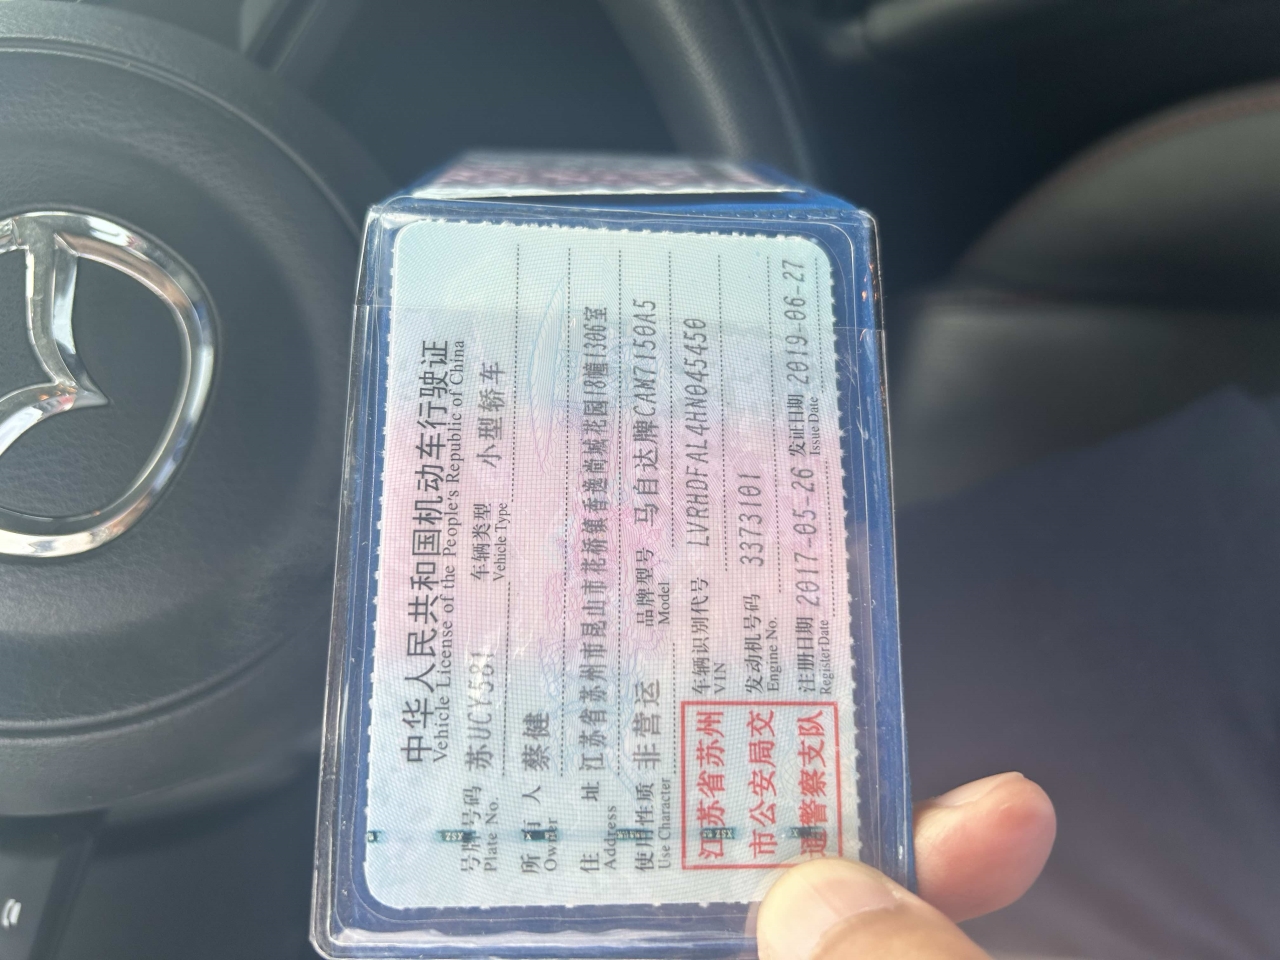 中华人民共和国机动车行驶证
Vehicle License of the People's Republic of China
号牌号码 苏UCY581 车辆类型 小型轿车
Plate No. Vehicle Type
所有人 蔡健
Owner
住址 江苏省苏州市昆山市花桥镇香逸尚城花园18幢1306室
Address
使用性质 非营运 品牌型号 马自达牌CAM7150A5
Use Character Model
江苏省苏州市公安局交通警察支队
车辆识别代号 LVRHDFAL4HN045450
VIN
发动机号码 3373101
Engine No.
注册日期 2017-05-26 发证日期 2019-06-27
Register Date Issue Date